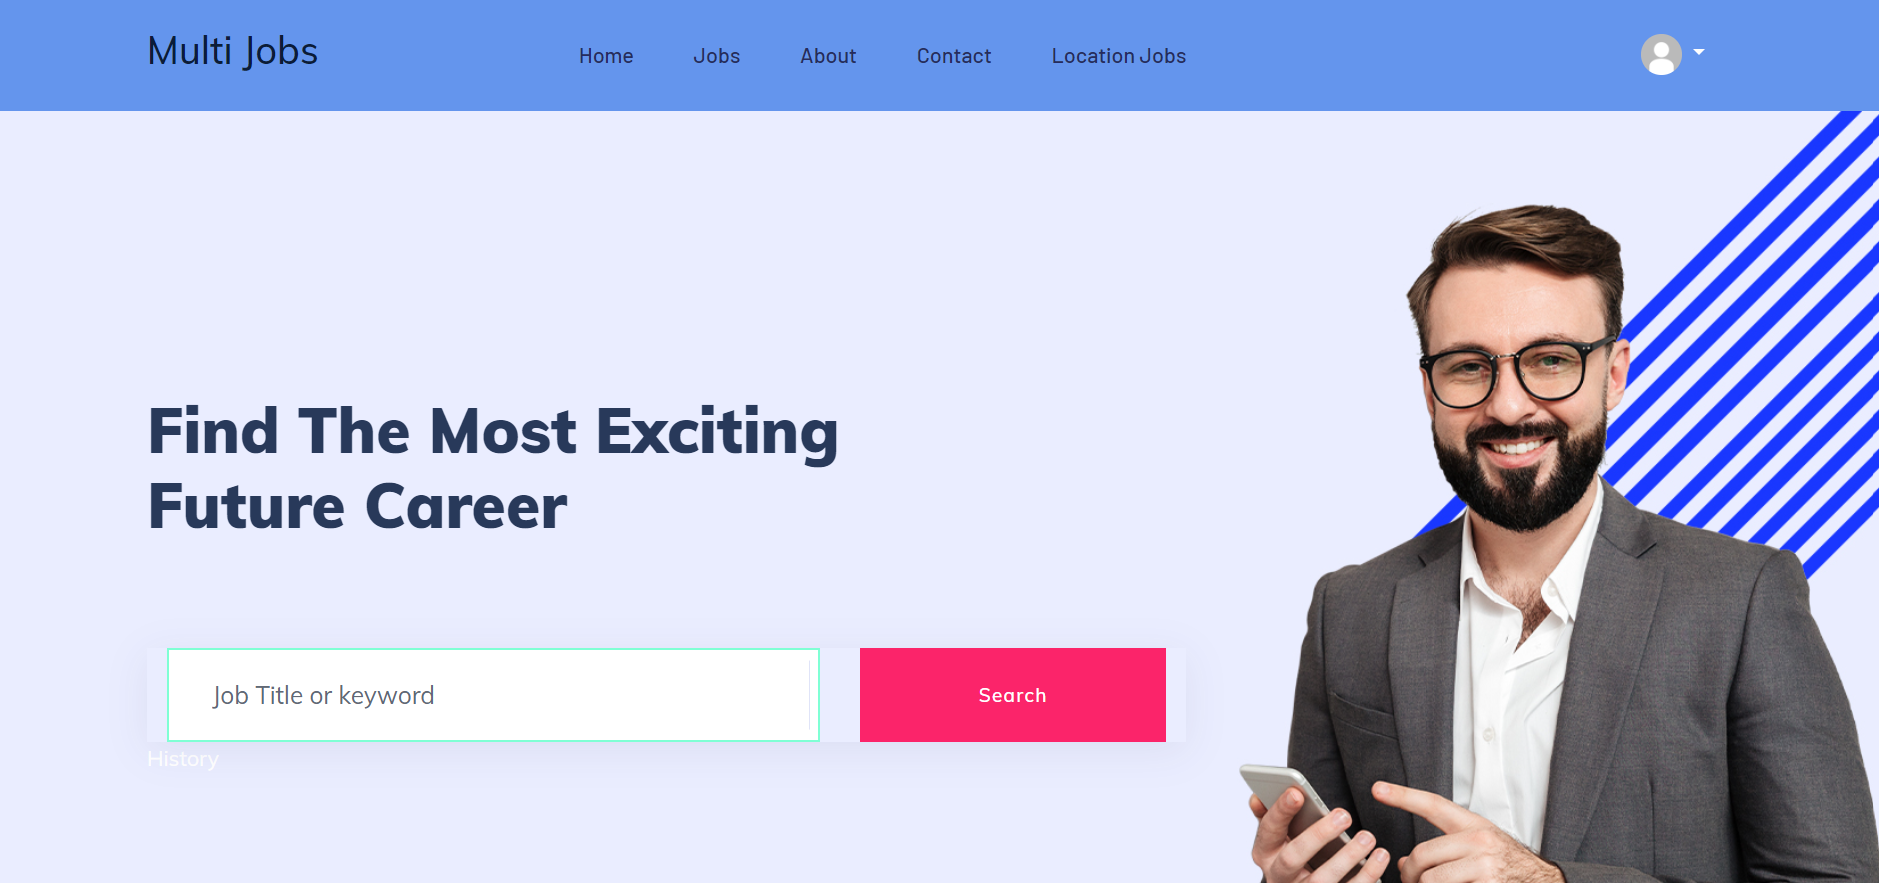 Multi Jobs
Home
Jobs
About
Contact
Location Jobs
Find The Most Exciting
Future Career
Job Title or keyword
Search
History